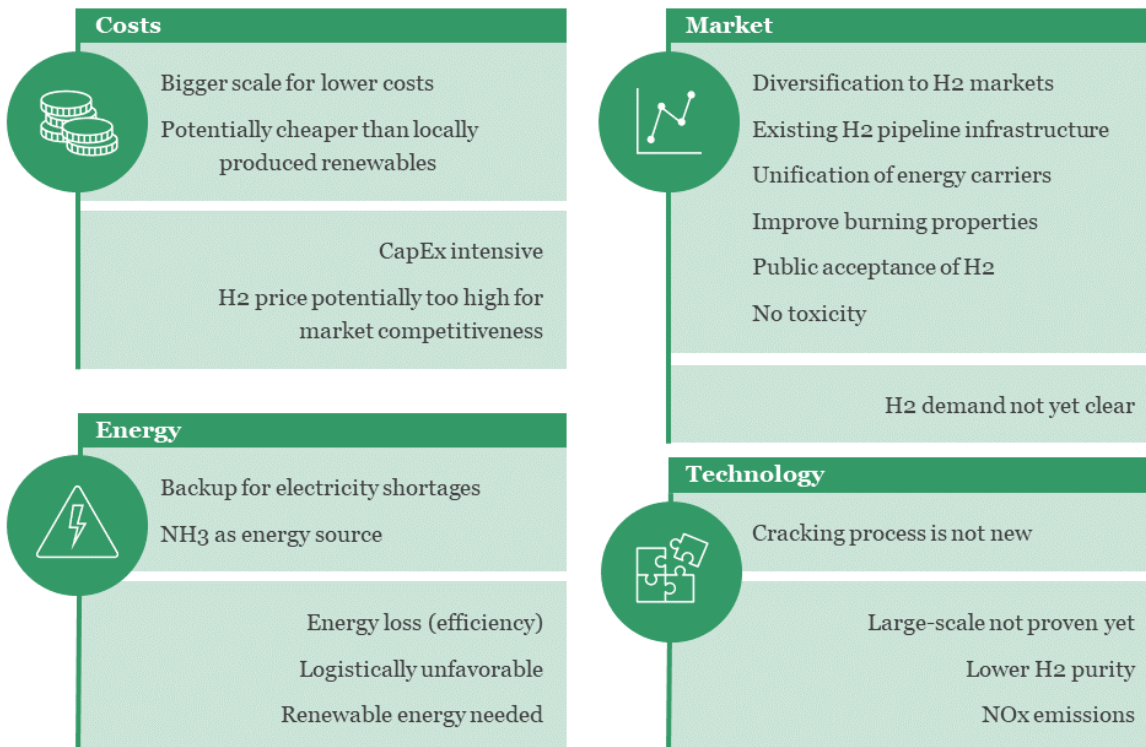 Costs
Bigger scale for lower costs
Potentially cheaper than locally
produced renewables
CapEx intensive
H2 price potentially too high for
market competitiveness
Energy
Backup for electricity shortages
NH3 as energy source
Energy loss (efficiency)
Logistically unfavorable
Renewable energy needed
Market
Diversification to H2 markets
Existing H2 pipeline infrastructure
Unification of energy carriers
Improve burning properties
Public acceptance of H2
No toxicity
H2 demand not yet clear
Technology
Cracking process is not new
Large-scale not proven yet
Lower H2 purity
NOx emissions